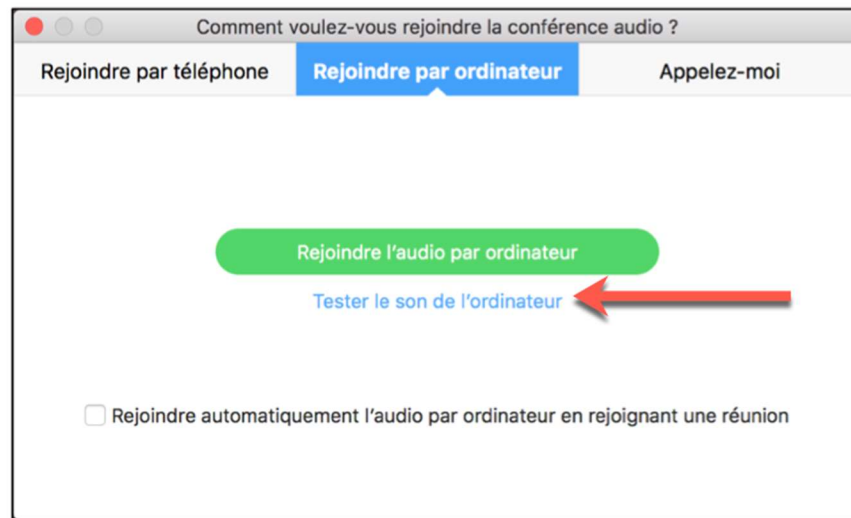 Comment voulez-vous rejoindre la conférence audio ?
Rejoindre par téléphone
Rejoindre par ordinateur
Appelez-moi
Rejoindre l'audio par ordinateur
Tester le son de l'ordinateur
Rejoindre automatiquement l'audio par ordinateur en rejoignant une réunion